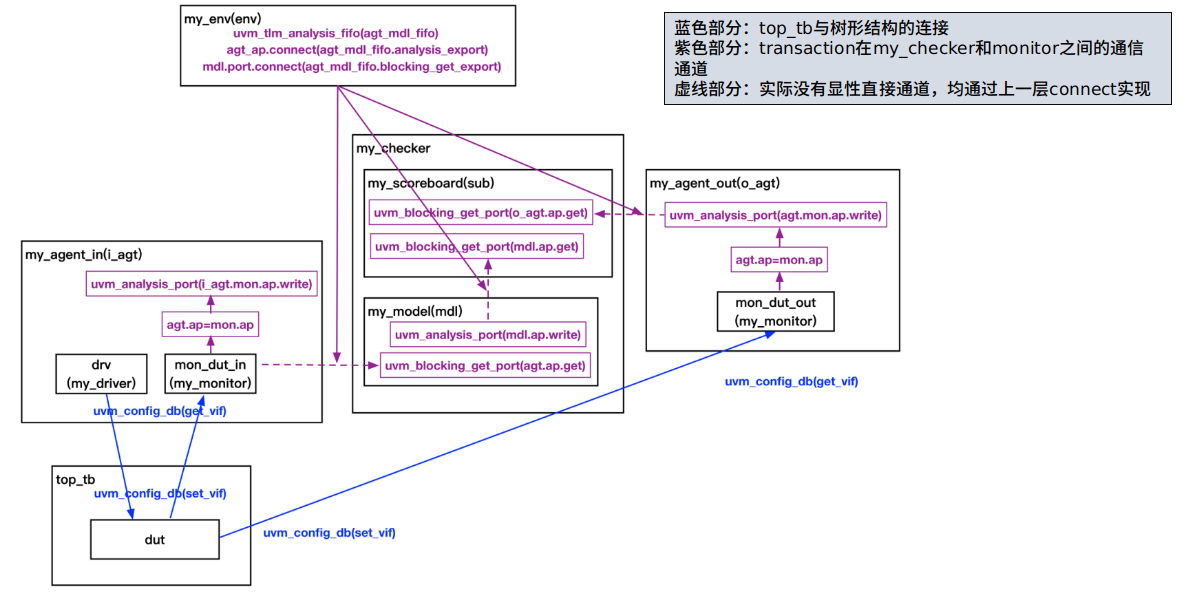 my_env(env)
uvm_tlm_analysis_fifo(agt_mdl_fifo)
agt_ap.connect(agt_mdl_fifo.analysis_export)
mdl.port.connect(agt_mdl_fifo.blocking_get_export)
蓝色部分：top_tb与树形结构的连接
紫色部分：transaction在my_checker和monitor之间的通信
通道
虚线部分：实际没有显性直接通道，均通过上一层connect实现
my_checker
my_scoreboard(sub)
uvm_blocking_get_port(o_agt.ap.get)
uvm_blocking_get_port(mdl.ap.get)
my_model(mdl)
uvm_analysis_port(mdl.ap.write)
uvm_blocking_get_port(agt.ap.get)
my_agent_out(o_agt)
uvm_analysis_port(agt.mon.ap.write)
agt.ap=mon.ap
mon_dut_out
(my_monitor)
my_agent_in(i_agt)
uvm_analysis_port(i_agt.mon.ap.write)
agt.ap=mon.ap
drv
(my_driver)
mon_dut_in
(my_monitor)
uvm_config_db(get_vif)
uvm_config_db(get_vif)
top_tb
uvm_config_db(set_vif)
dut
uvm_config_db(set_vif)